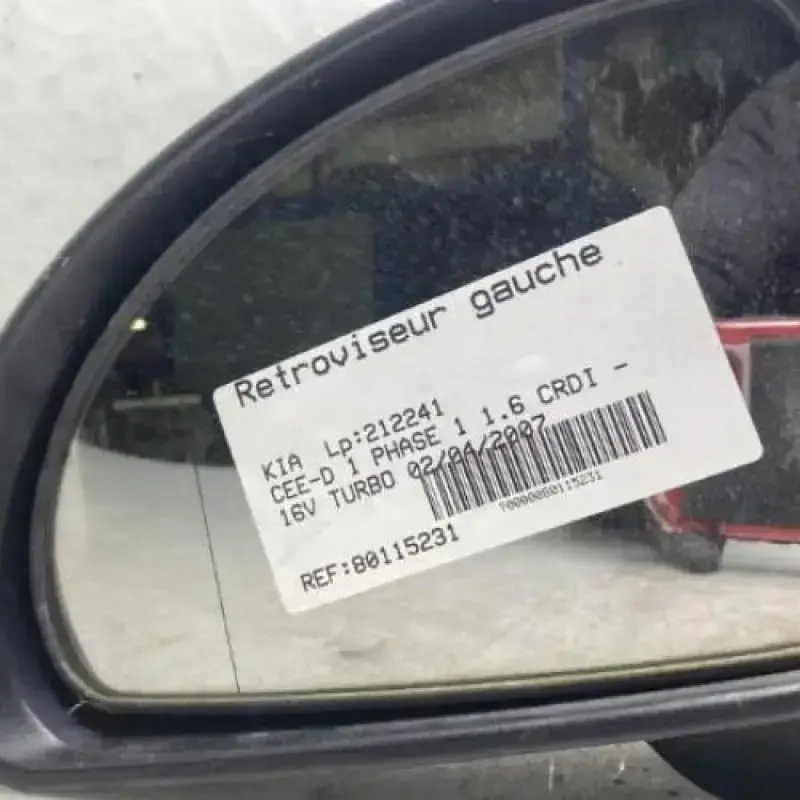 Retroviseur gauche
KIA Lp:212241
CEE-D 1 PHASE 1 1.6 CRDI -
16V TURBO 02/04/2007
?0000080115231
REF:80115231